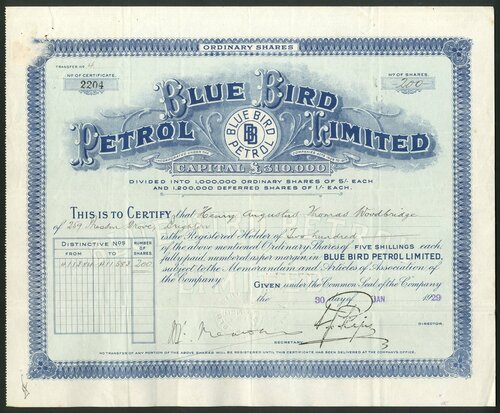 ORDINARY SHARES
TRANSFER No 4
No OF CERTIFICATE.
2204
No OF SHARES.
200
BLUE BIRD
PETROL LIMITED
BLUE BIRD
PETROL
BB
CAPITAL £310,000
DIVIDED INTO 1,000,000 ORDINARY SHARES OF 5/- EACH
AND 1,200,000 DEFERRED SHARES OF 1/- EACH.
THIS IS TO CERTIFY, that Henry Augustus Thomas Woodbridge
of Grove, Brighton
is the Registered Holder of Two hundred
of the above mentioned Ordinary Shares of FIVE SHILLINGS each
fully paid, numbered as per margin, in BLUE BIRD PETROL LIMITED,
subject to the Memorandum and Articles of Association of
the Company.
DISTINCTIVE Nos
NUMBER OF SHARES
FROM TO
200
GIVEN under the Common Seal of the Company
the 30 day of JAN 1929
DIRECTOR.
SECRETARY.
NO TRANSFER OF ANY PORTION OF THE ABOVE SHARES WILL BE REGISTERED UNTIL THIS CERTIFICATE HAS BEEN DELIVERED AT THE COMPANY'S OFFICE.